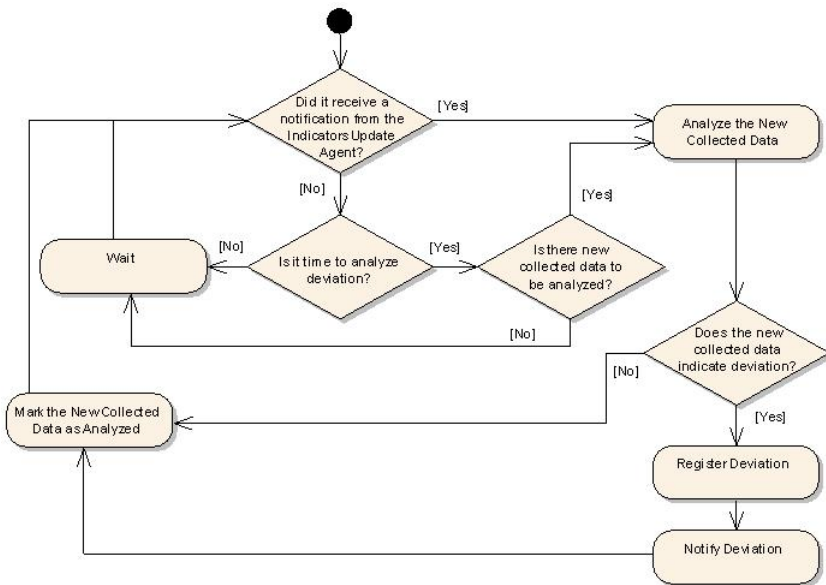 Did it receive a
notification from the
Indicators Update
Agent?
[Yes]
Analyze the New
Collected Data
[No]
[Yes]
Wait
[No]
Is it time to analyze
deviation?
[Yes]
Is there new
collected data to
be analyzed?
[No]
Does the new
collected data
indicate deviation?
[No]
[Yes]
Mark the New Collected
Data as Analyzed
Register Deviation
Notify Deviation